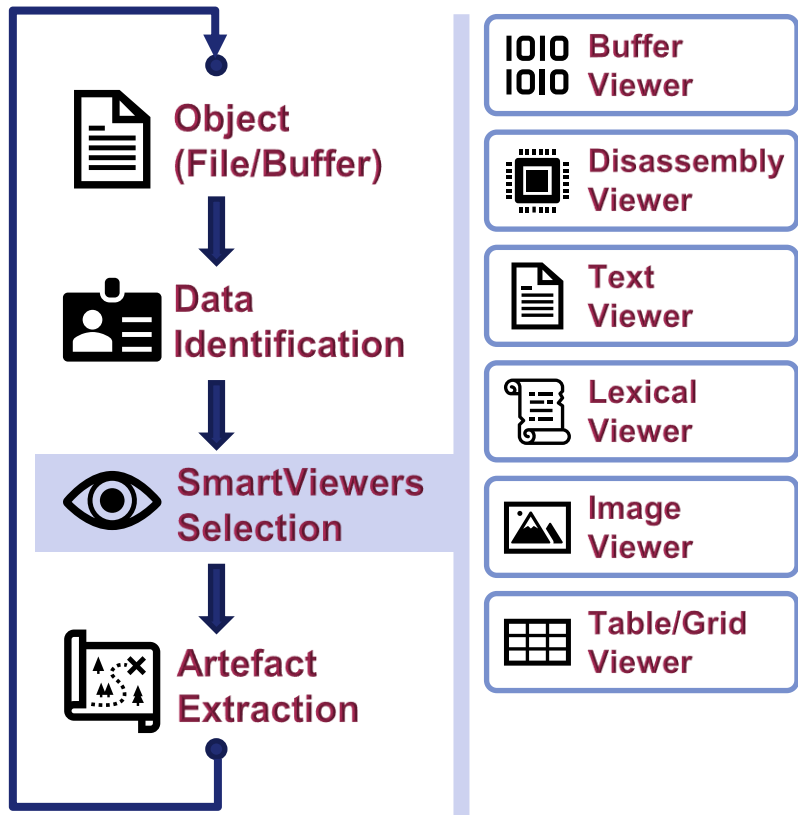 Object
(File/Buffer)
Data
Identification
SmartViewers
Selection
Artefact
Extraction
1010
1010
Buffer
Viewer
Disassembly
Viewer
Text
Viewer
Lexical
Viewer
Image
Viewer
Table/Grid
Viewer